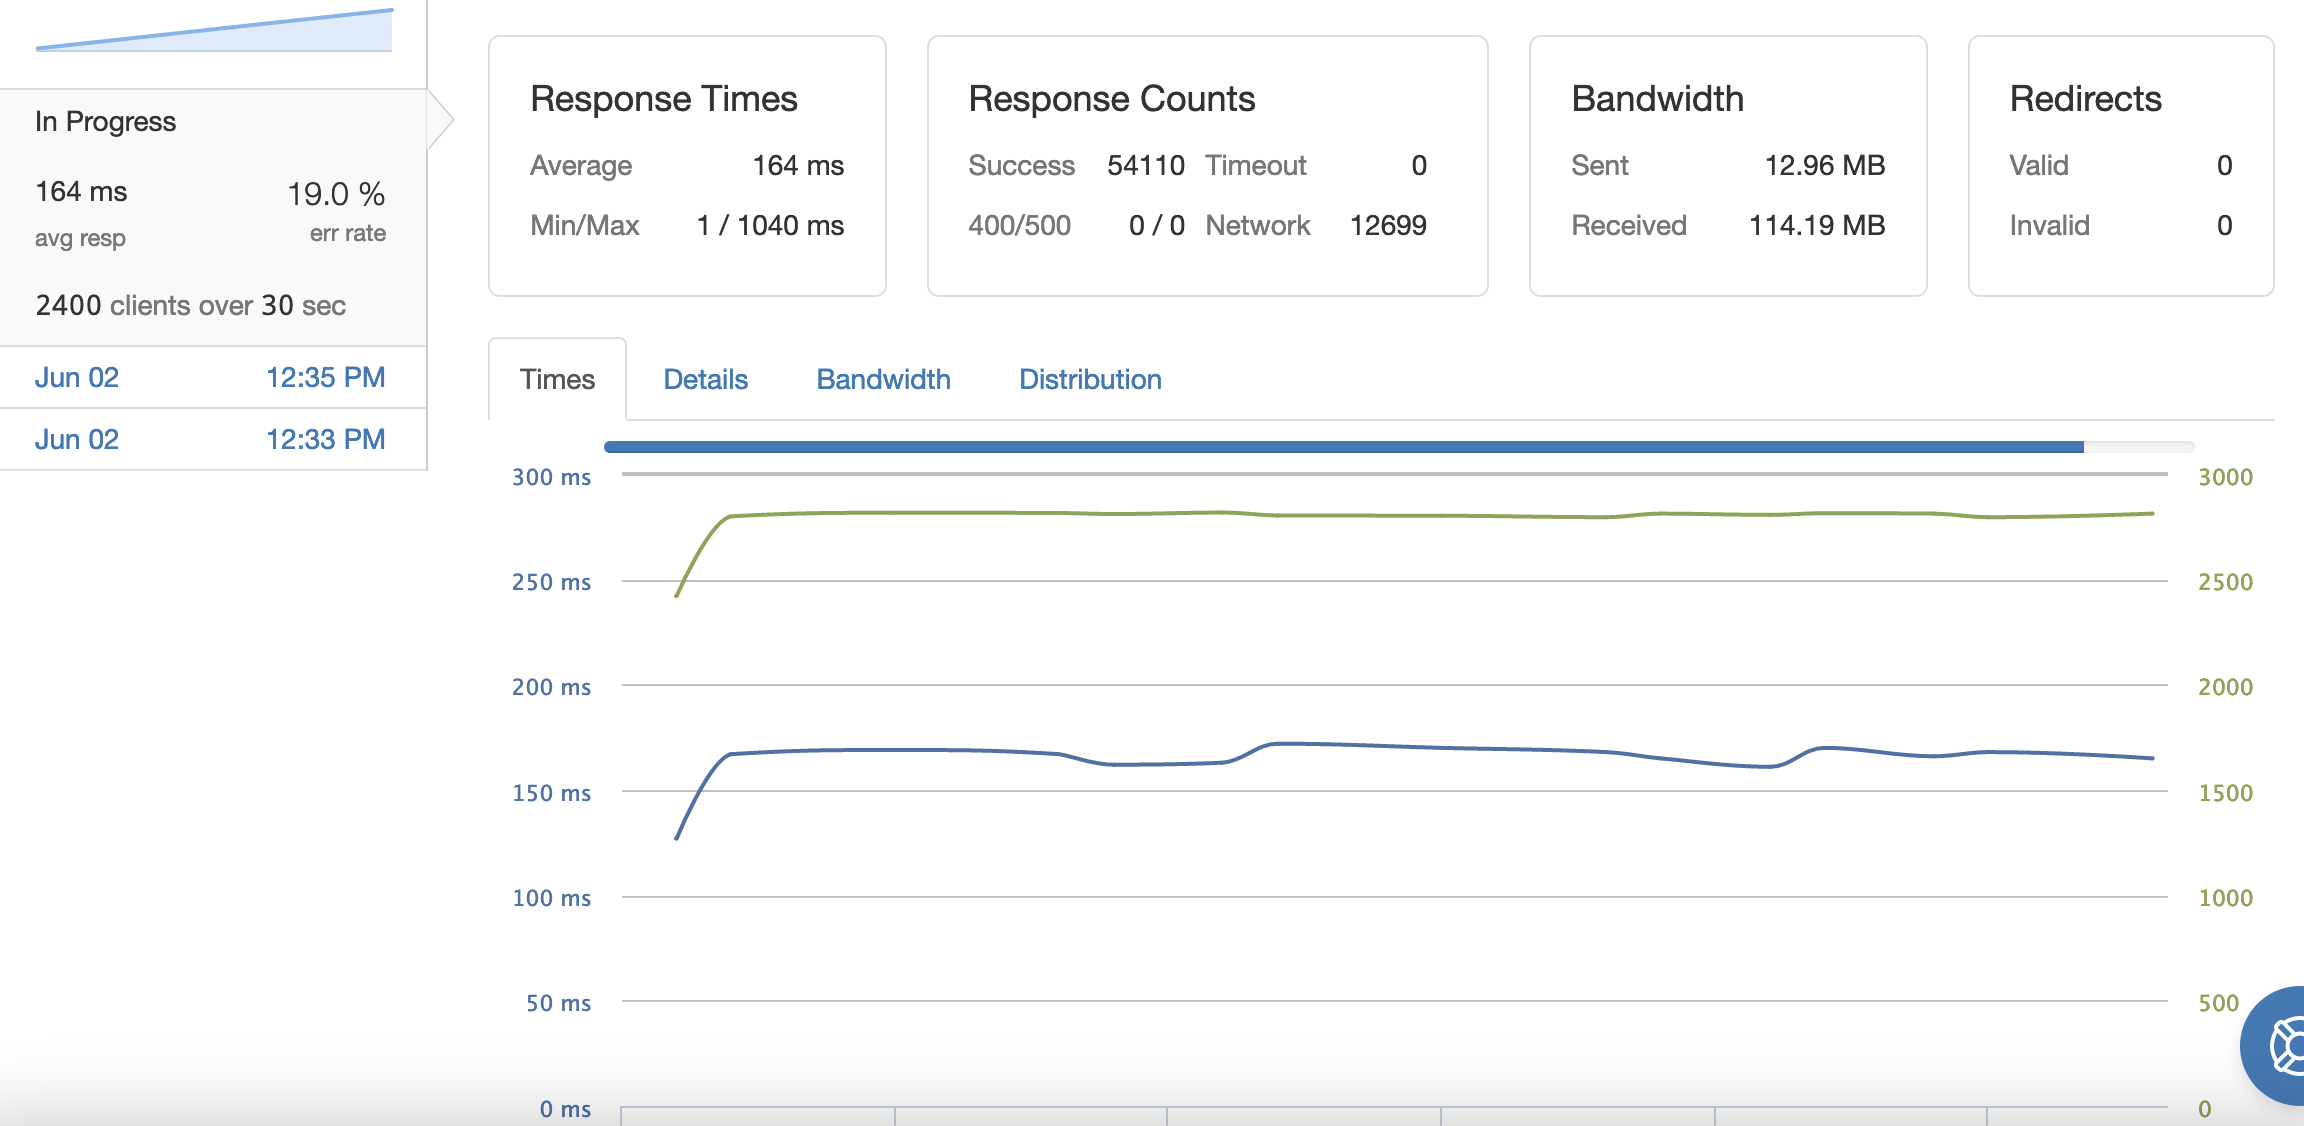 In Progress
164 ms 19.0 %
avg resp err rate
2400 clients over 30 sec
Jun 02 12:35 PM
Jun 02 12:33 PM
Response Times
Average 164 ms
Min/Max 1 / 1040 ms
Response Counts
Success 54110 Timeout 0
400/500 0 / 0 Network 12699
Bandwidth
Sent 12.96 MB
Received 114.19 MB
Redirects
Valid 0
Invalid 0
Times Details Bandwidth Distribution
300 ms 3000
250 ms 2500
200 ms 2000
150 ms 1500
100 ms 1000
50 ms 500
0 ms 0